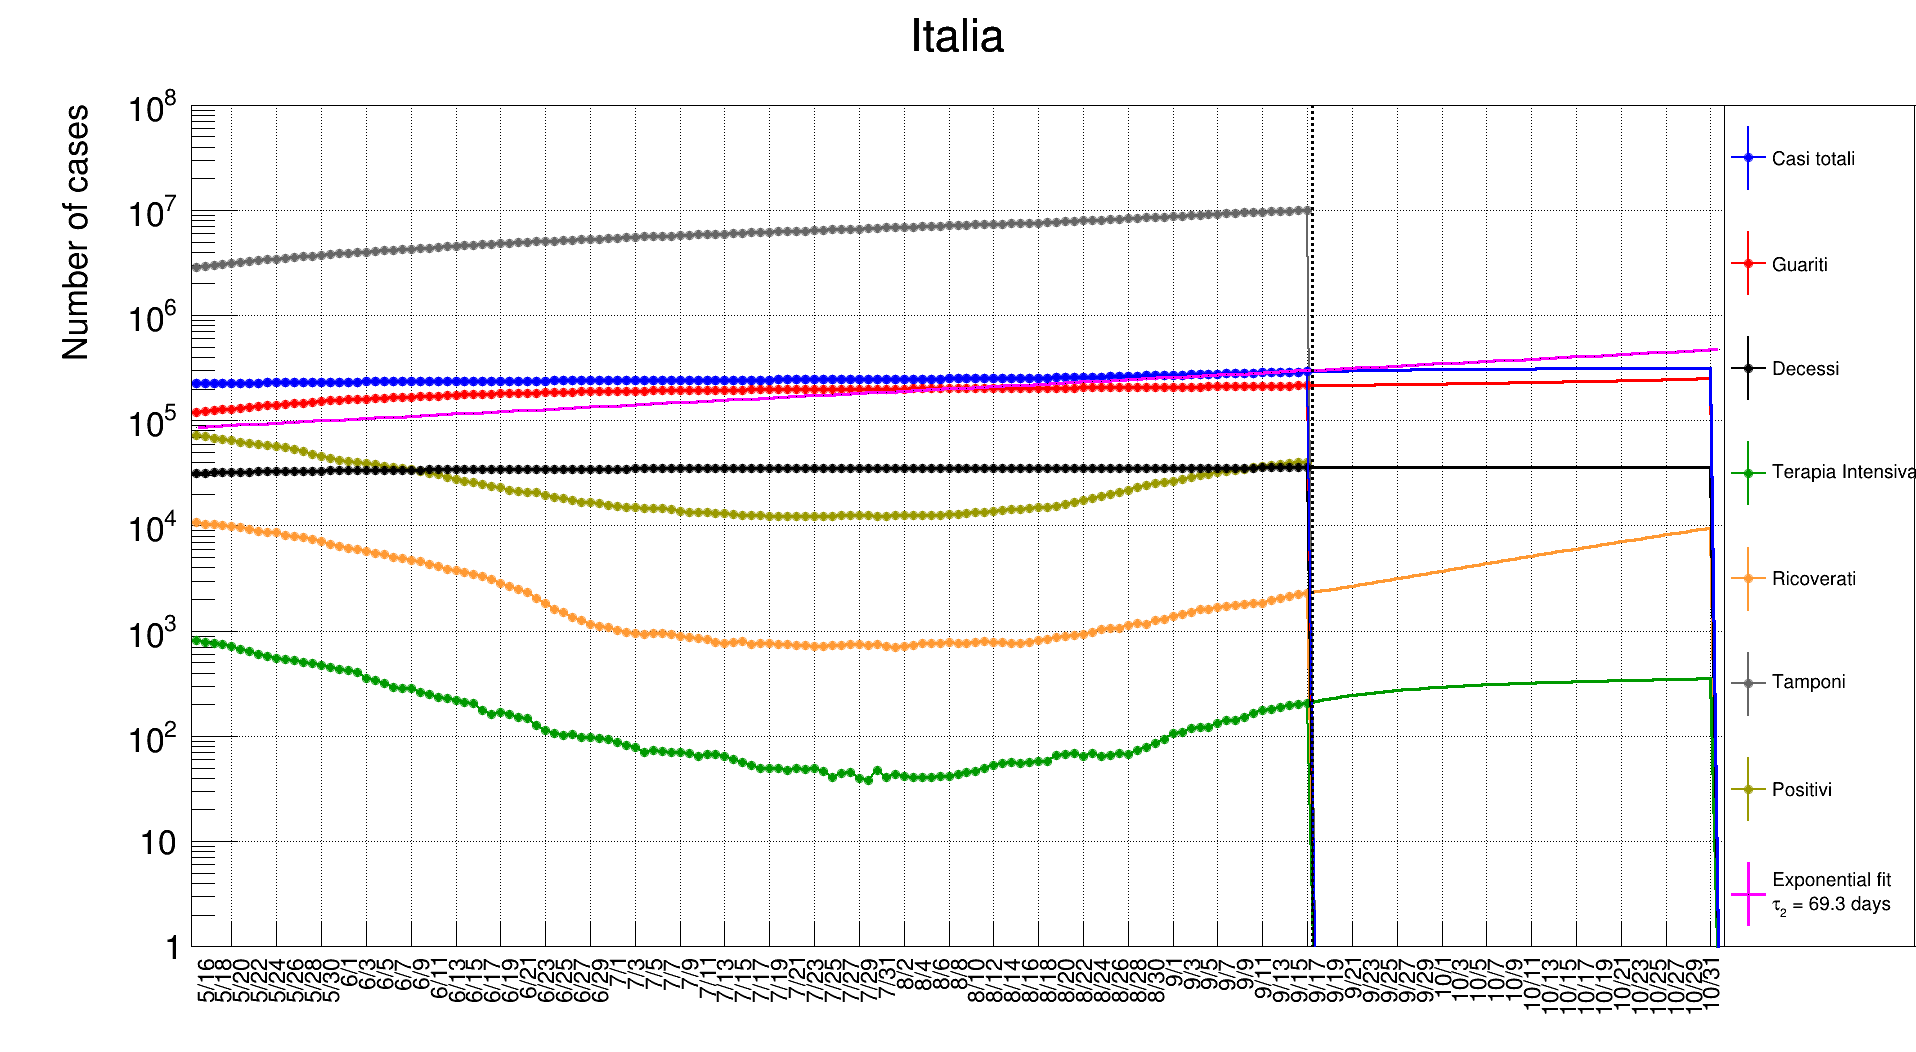 Italia
Number of cases
10^8
10^7
10^6
10^5
10^4
10^3
10^2
10
1
5/16 5/18 5/20 5/22 5/24 5/26 5/28 5/30 6/1 6/3 6/5 6/7 6/9 6/11 6/13 6/15 6/17 6/19 6/21 6/23 6/25 6/27 6/29 7/1 7/3 7/5 7/7 7/9 7/11 7/13 7/15 7/17 7/19 7/21 7/23 7/25 7/27 7/29 7/31 8/2 8/4 8/6 8/8 8/10 8/12 8/14 8/16 8/18 8/20 8/22 8/24 8/26 8/28 8/30 9/1 9/3 9/5 9/7 9/9 9/11 9/13 9/15 9/17 9/19 9/21 9/23 9/25 9/27 9/29 10/1 10/3 10/5 10/7 10/9 10/11 10/13 10/15 10/17 10/19 10/21 10/23 10/25 10/27 10/29 10/31
Casi totali
Guariti
Decessi
Terapia Intensiva
Ricoverati
Tamponi
Positivi
Exponential fit
τ₂ = 69.3 days